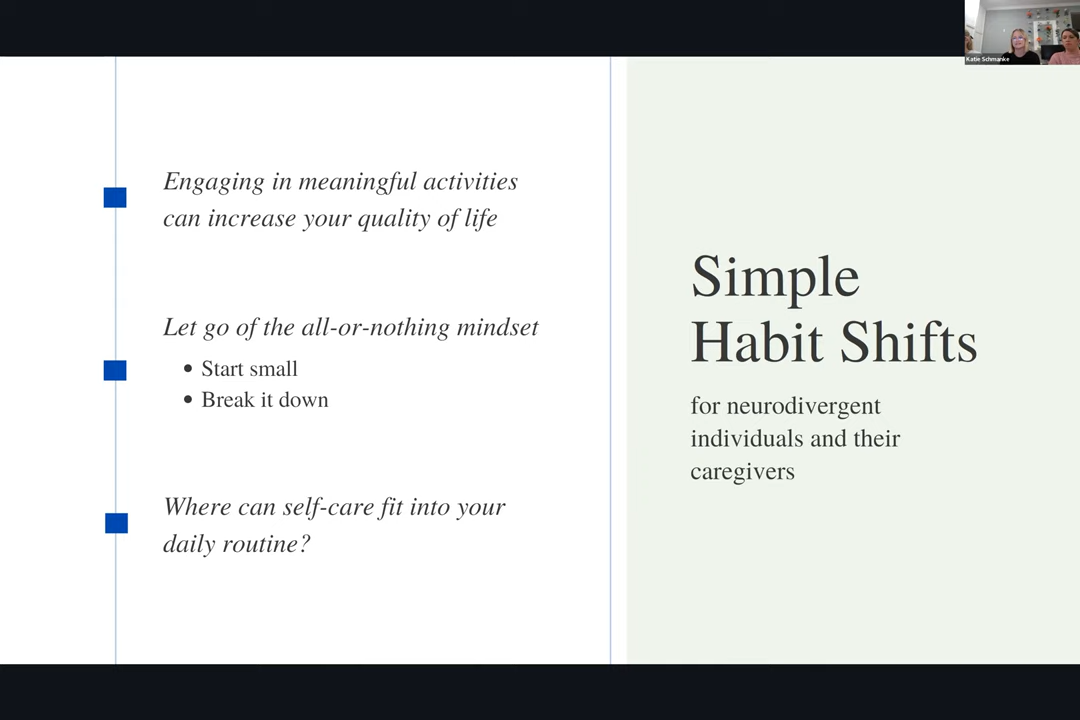 Engaging in meaningful activities
can increase your quality of life
Let go of the all-or-nothing mindset
• Start small
• Break it down
Where can self-care fit into your
daily routine?
Simple
Habit Shifts
for neurodivergent
individuals and their
caregivers
Katie Schmanke